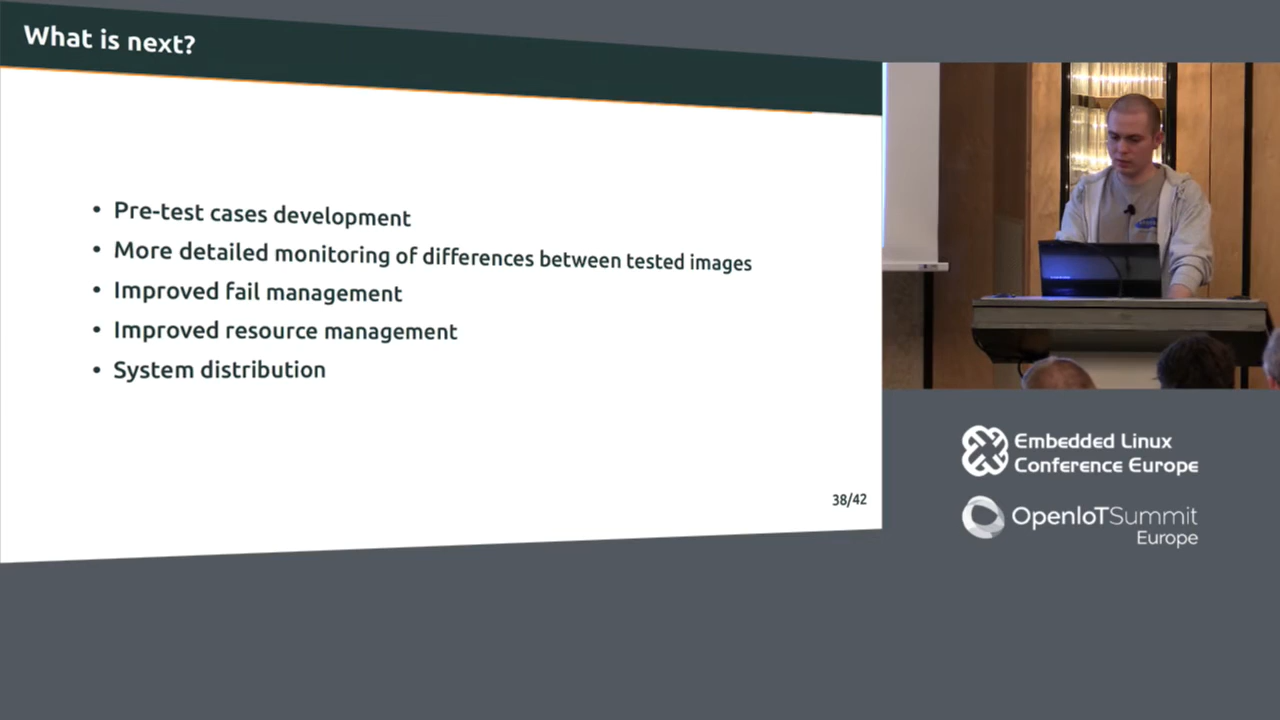 What is next?
• Pre-test cases development
• More detailed monitoring of differences between tested images
• Improved fail management
• Improved resource management
• System distribution
38/42
Embedded Linux
Conference Europe
OpenIoTSummit
Europe